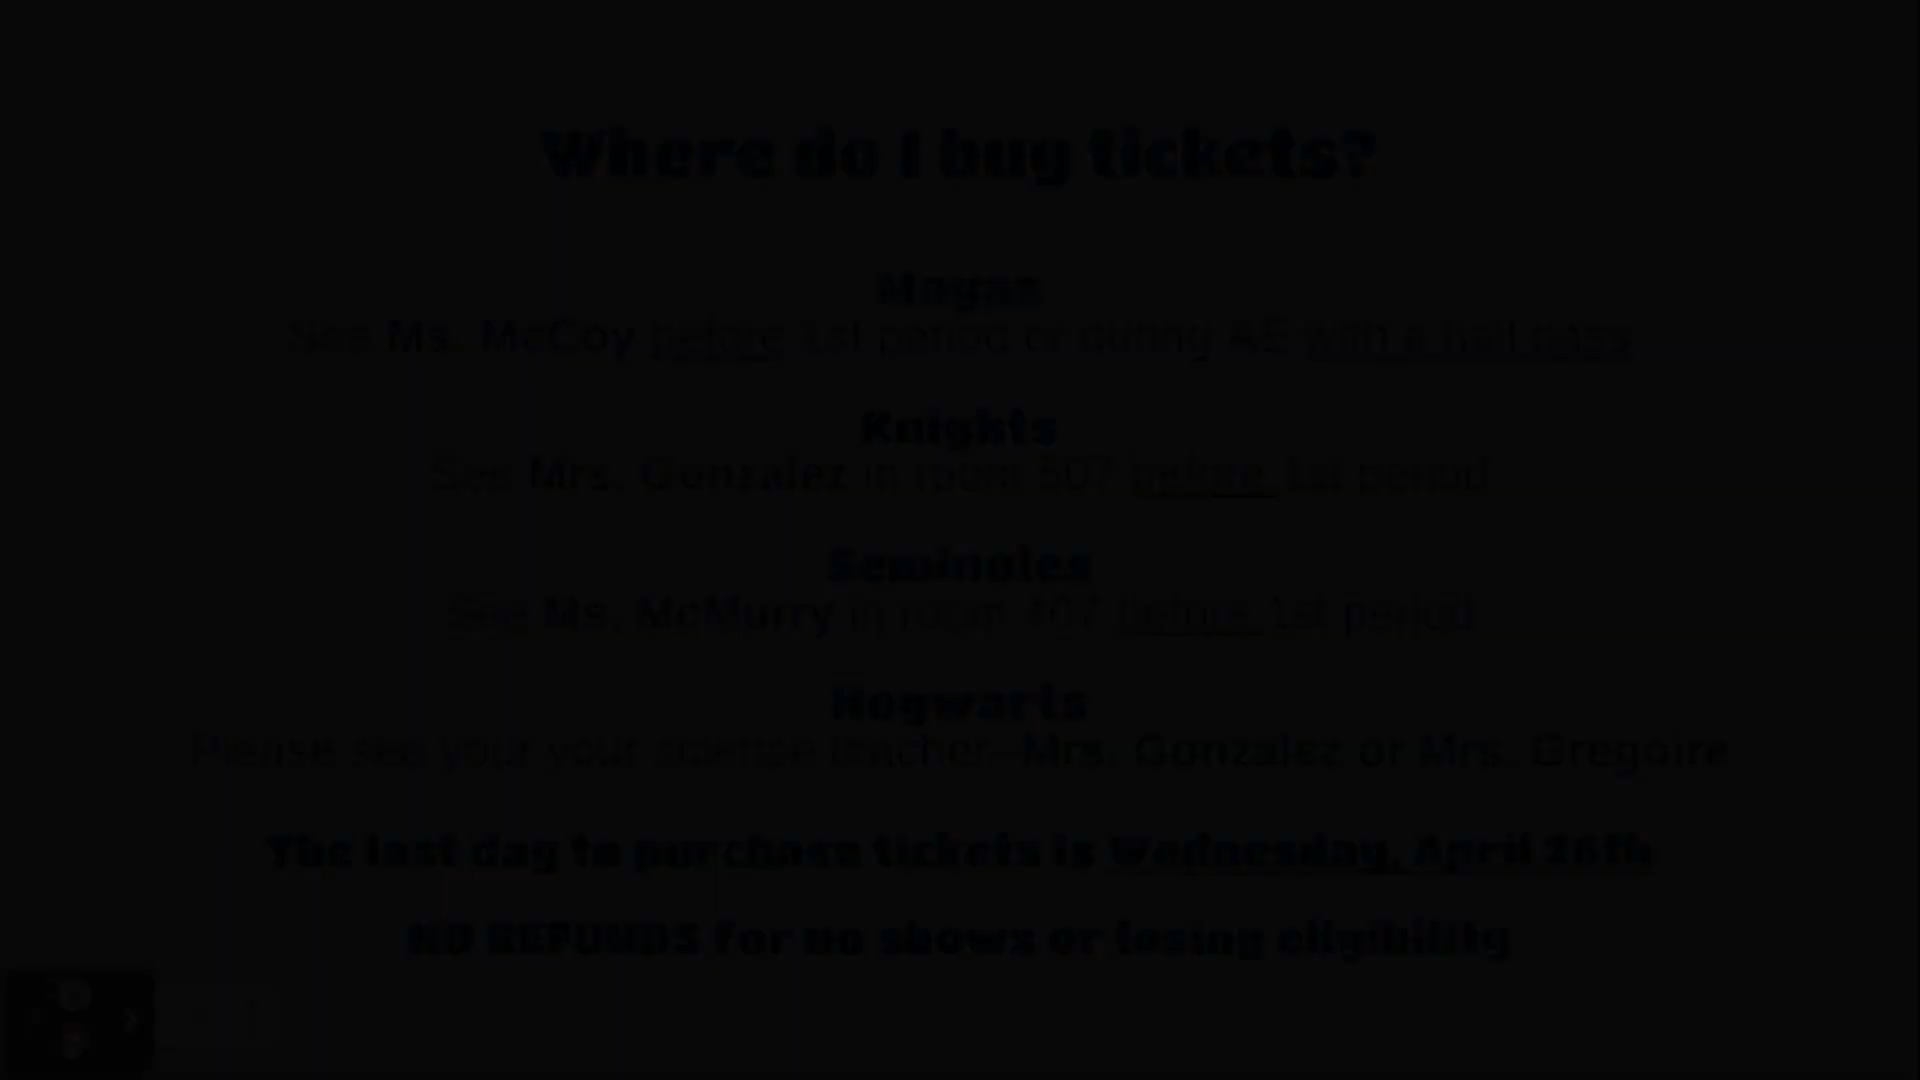 Where do I buy tickets?
Mayas
See Ms. McCoy before 1st period or during AE with a hall pass
Knights
See Mrs. Gonzalez in room 507 before 1st period
Seminoles
See Ms. McMurry in room 407 before 1st period
Hogwarts
Please see your your science teacher–Mrs. Gonzalez or Mrs. Gregoire
The last day to purchase tickets is Wednesday, April 26th
NO REFUNDS for no shows or losing eligibility